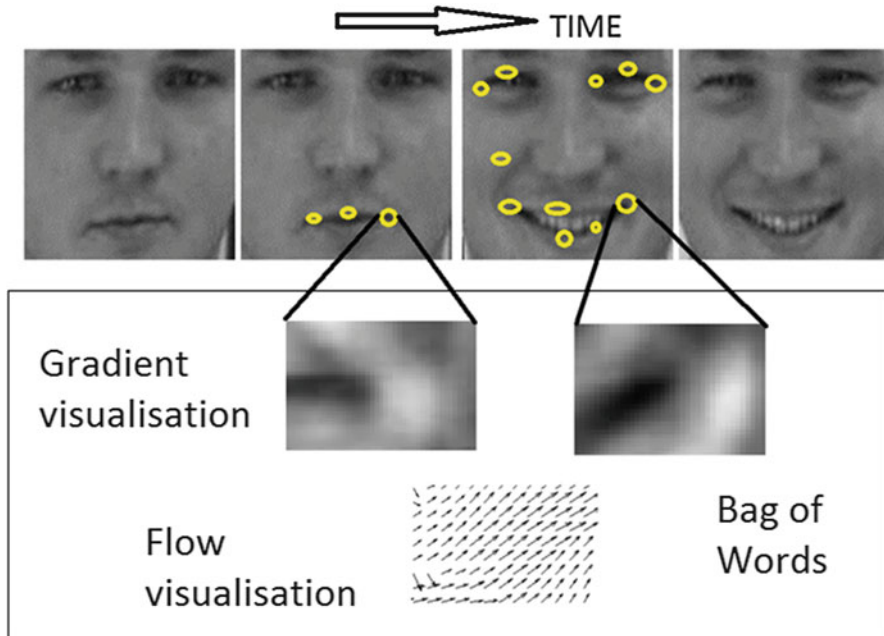 TIME
Gradient
visualisation
Flow
visualisation
Bag of
Words